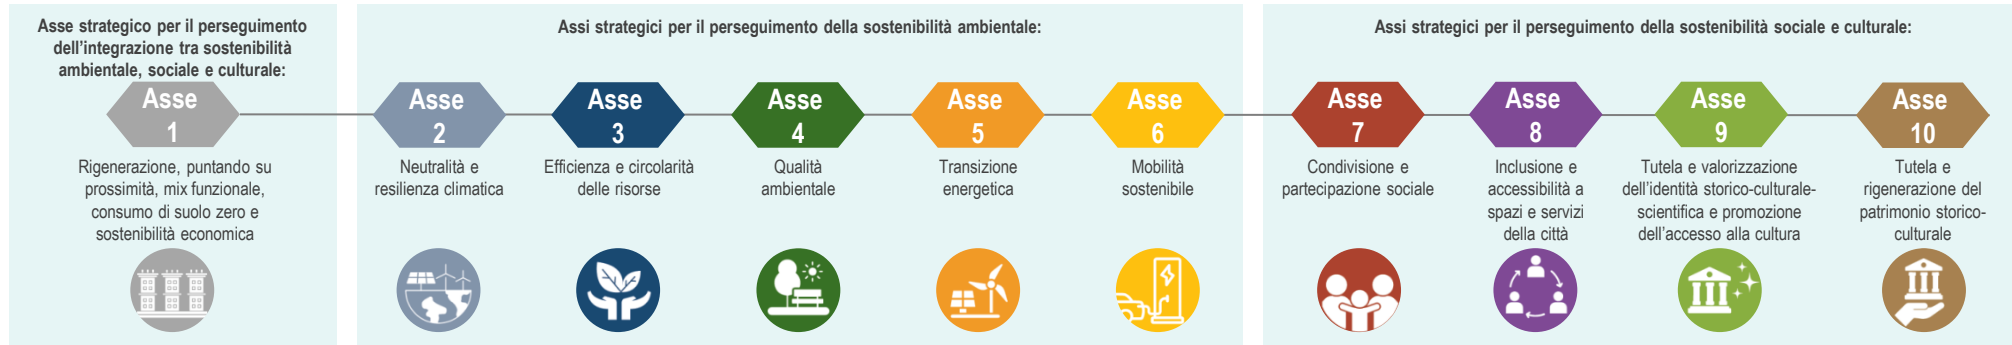 Asse strategico per il perseguimento
dell'integrazione tra sostenibilità
ambientale, sociale e culturale:
Asse
1
Rigenerazione, puntando su
prossimità, mix funzionale,
consumo di suolo zero e
sostenibilità economica
Assi strategici per il perseguimento della sostenibilità ambientale:
Asse
2
Neutralità e
resilienza climatica
Asse
3
Efficienza e circolarità
delle risorse
Asse
4
Qualità
ambientale
Asse
5
Transizione
energetica
Asse
6
Mobilità
sostenibile
Assi strategici per il perseguimento della sostenibilità sociale e culturale:
Asse
7
Condivisione e
partecipazione sociale
Asse
8
Inclusione e
accessibilità a
spazi e servizi
della città
Asse
9
Tutela e valorizzazione
dell'identità storico-culturale-
scientifica e promozione
dell'accesso alla cultura
Asse
10
Tutela e
rigenerazione del
patrimonio storico-
culturale